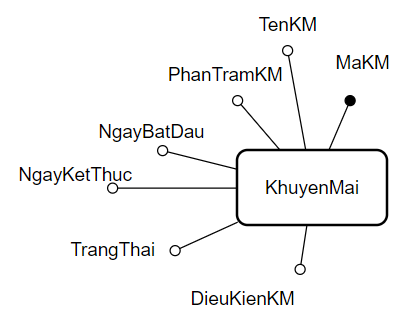 TenKM
MaKM
PhanTramKM
NgayBatDau
NgayKetThuc
KhuyenMai
TrangThai
DieuKienKM